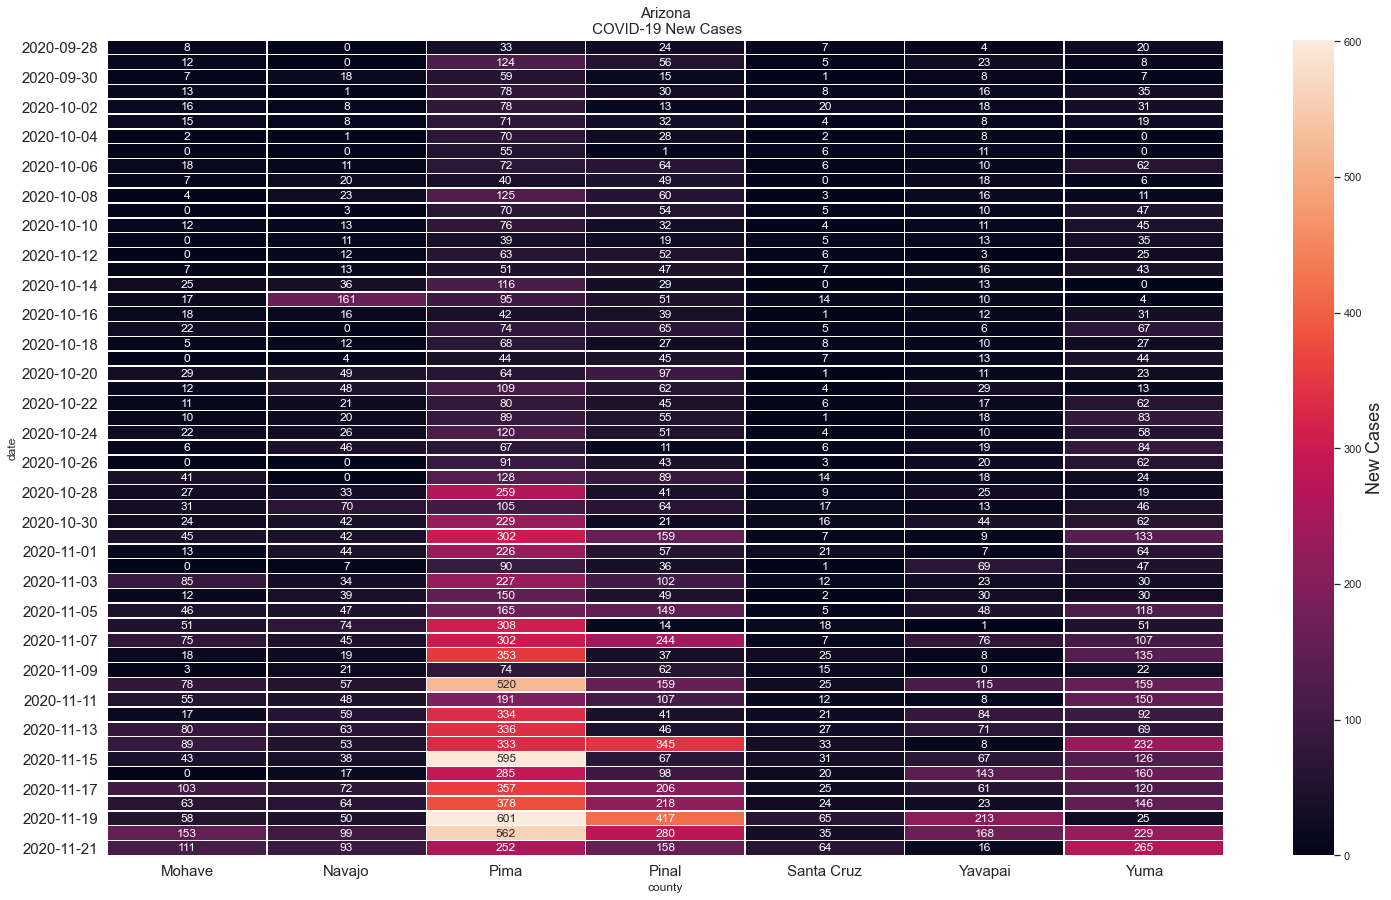 Arizona
COVID-19 New Cases
2020-09-28 8 0 33 24 7 4 20
12 0 124 56 5 23 8
2020-09-30 7 18 59 15 1 8 7
13 1 78 30 8 16 35
2020-10-02 16 8 78 13 20 18 31
15 8 71 32 4 8 19
2020-10-04 2 1 70 28 2 8 0
0 0 55 1 6 11 0
2020-10-06 18 11 72 64 6 10 62
7 20 40 49 0 18 6
2020-10-08 4 23 125 60 3 16 11
0 3 70 54 5 10 47
2020-10-10 12 13 76 32 4 11 45
0 11 39 19 5 13 35
2020-10-12 0 12 63 52 6 3 25
7 13 51 47 7 16 43
2020-10-14 25 36 116 29 0 13 0
17 161 95 51 14 10 4
2020-10-16 18 16 42 39 1 12 31
22 0 74 65 5 6 67
2020-10-18 5 12 68 27 8 10 27
0 4 44 45 7 13 44
2020-10-20 29 49 64 97 1 11 23
12 48 109 62 4 29 13
2020-10-22 11 21 80 45 6 17 62
10 20 89 55 1 18 83
2020-10-24 22 26 120 51 4 10 58
6 46 67 11 6 19 84
2020-10-26 0 0 91 43 3 20 62
41 0 128 89 14 18 24
2020-10-28 27 33 259 41 9 25 19
31 70 105 64 17 13 46
2020-10-30 24 42 229 21 16 44 62
45 42 302 159 7 9 133
2020-11-01 13 44 226 57 21 7 64
0 7 90 36 1 69 47
2020-11-03 85 34 227 102 12 23 30
12 39 150 49 2 30 30
2020-11-05 46 47 165 149 5 48 118
51 74 308 14 18 1 51
2020-11-07 75 45 302 244 7 76 107
18 19 353 37 25 8 135
2020-11-09 3 21 74 62 15 0 22
78 57 520 159 25 115 159
2020-11-11 55 48 191 107 12 8 150
17 59 334 41 21 84 92
2020-11-13 80 63 336 46 27 71 69
89 53 333 345 33 8 232
2020-11-15 43 38 595 67 31 67 126
0 17 285 98 20 143 160
2020-11-17 103 72 357 206 25 61 120
63 64 378 218 24 23 146
2020-11-19 58 50 601 417 65 213 25
153 99 562 280 35 168 229
2020-11-21 111 93 252 158 64 16 265
Mohave Navajo Pima Pinal Santa Cruz Yavapai Yuma
county
date
600
500
400
300
200
100
0
New Cases